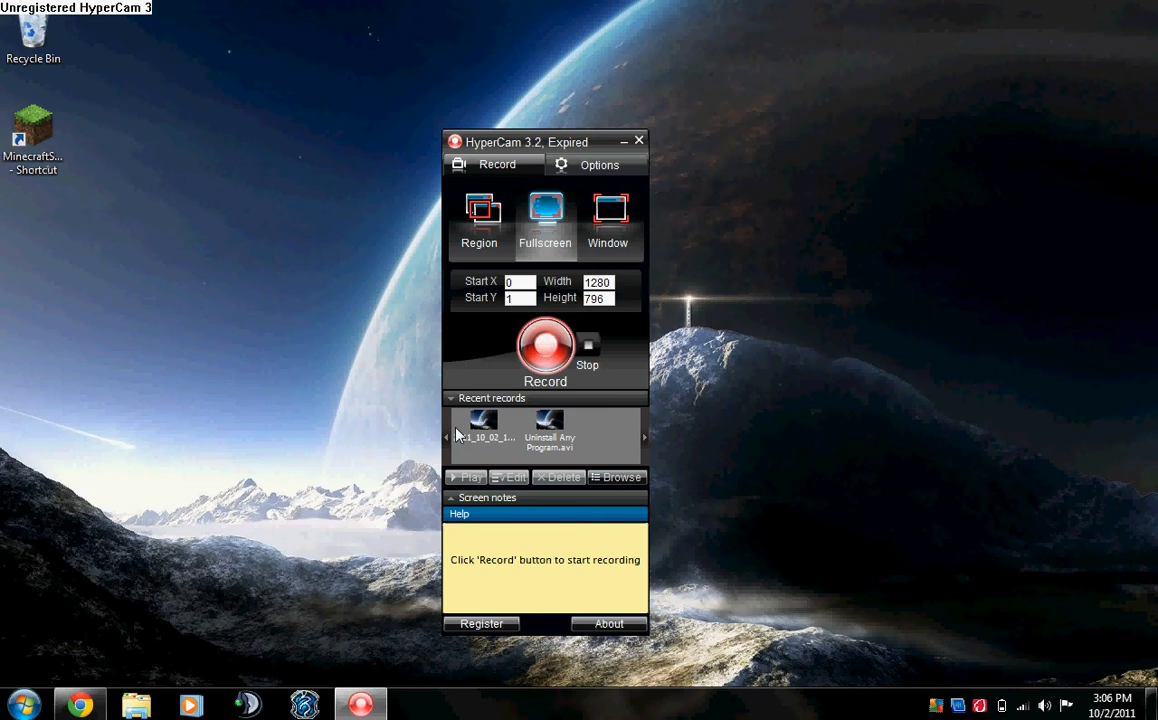 Unregistered HyperCam 3
Recycle Bin
MinecraftS...
- Shortcut
HyperCam 3.2, Expired
Record
Options
Region
Fullscreen
Window
Start X
0
Width
1280
Start Y
1
Height
796
Stop
Record
Recent records
1_10_02_1...
Uninstall Any
Program.avi
Play
Edit
Delete
Browse
Screen notes
Help
Click 'Record' button to start recording
Register
About
3:06 PM
10/2/2011